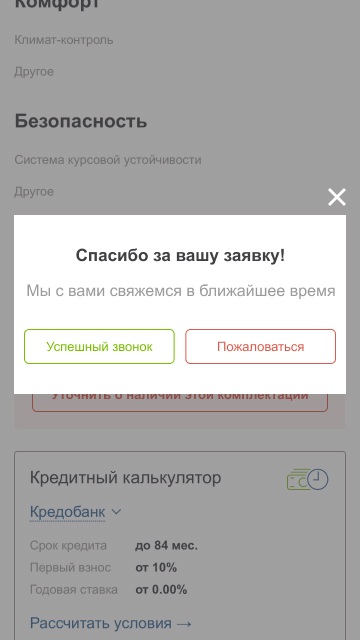 Комфорт
Климат-контроль
Другое
Безопасность
Система курсовой устойчивости
Другое
Спасибо за вашу заявку!
Мы с вами свяжемся в ближайшее время
Успешный звонок
Пожаловаться
Уточнить о наличии этой комплектации
Кредитный калькулятор
Кредобанк
Срок кредита до 84 мес.
Первый взнос от 10%
Годовая ставка от 0.00%
Рассчитать условия →